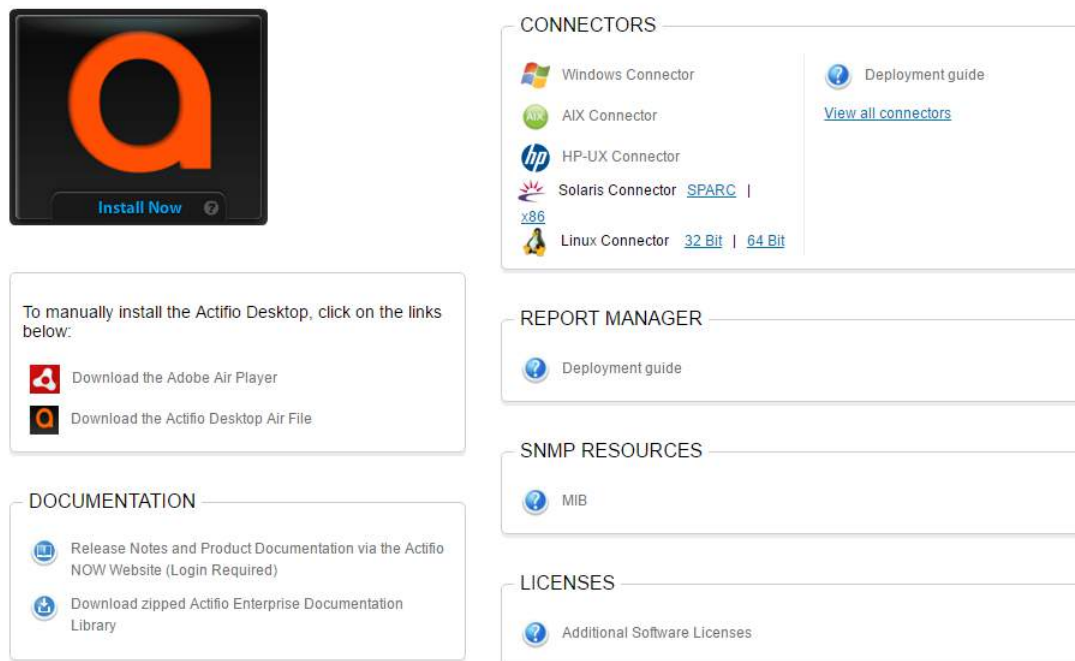 Install Now
To manually install the Actifio Desktop, click on the links
below:
Download the Adobe Air Player
Download the Actifio Desktop Air File
DOCUMENTATION
Release Notes and Product Documentation via the Actifio
NOW Website (Login Required)
Download zipped Actifio Enterprise Documentation
Library
CONNECTORS
Windows Connector
AIX AIX Connector
hp HP-UX Connector
Solaris Connector SPARC |
x86
Linux Connector 32 Bit | 64 Bit
Deployment guide
View all connectors
REPORT MANAGER
Deployment guide
SNMP RESOURCES
MIB
LICENSES
Additional Software Licenses